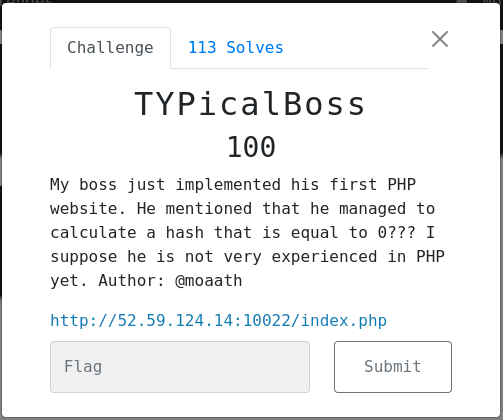 Challenge
113 Solves
TYPicalBoss
100
My boss just implemented his first PHP
website. He mentioned that he managed to
calculate a hash that is equal to 0??? I
suppose he is not very experienced in PHP
yet. Author: @moaath
http://52.59.124.14:10022/index.php
Flag
Submit